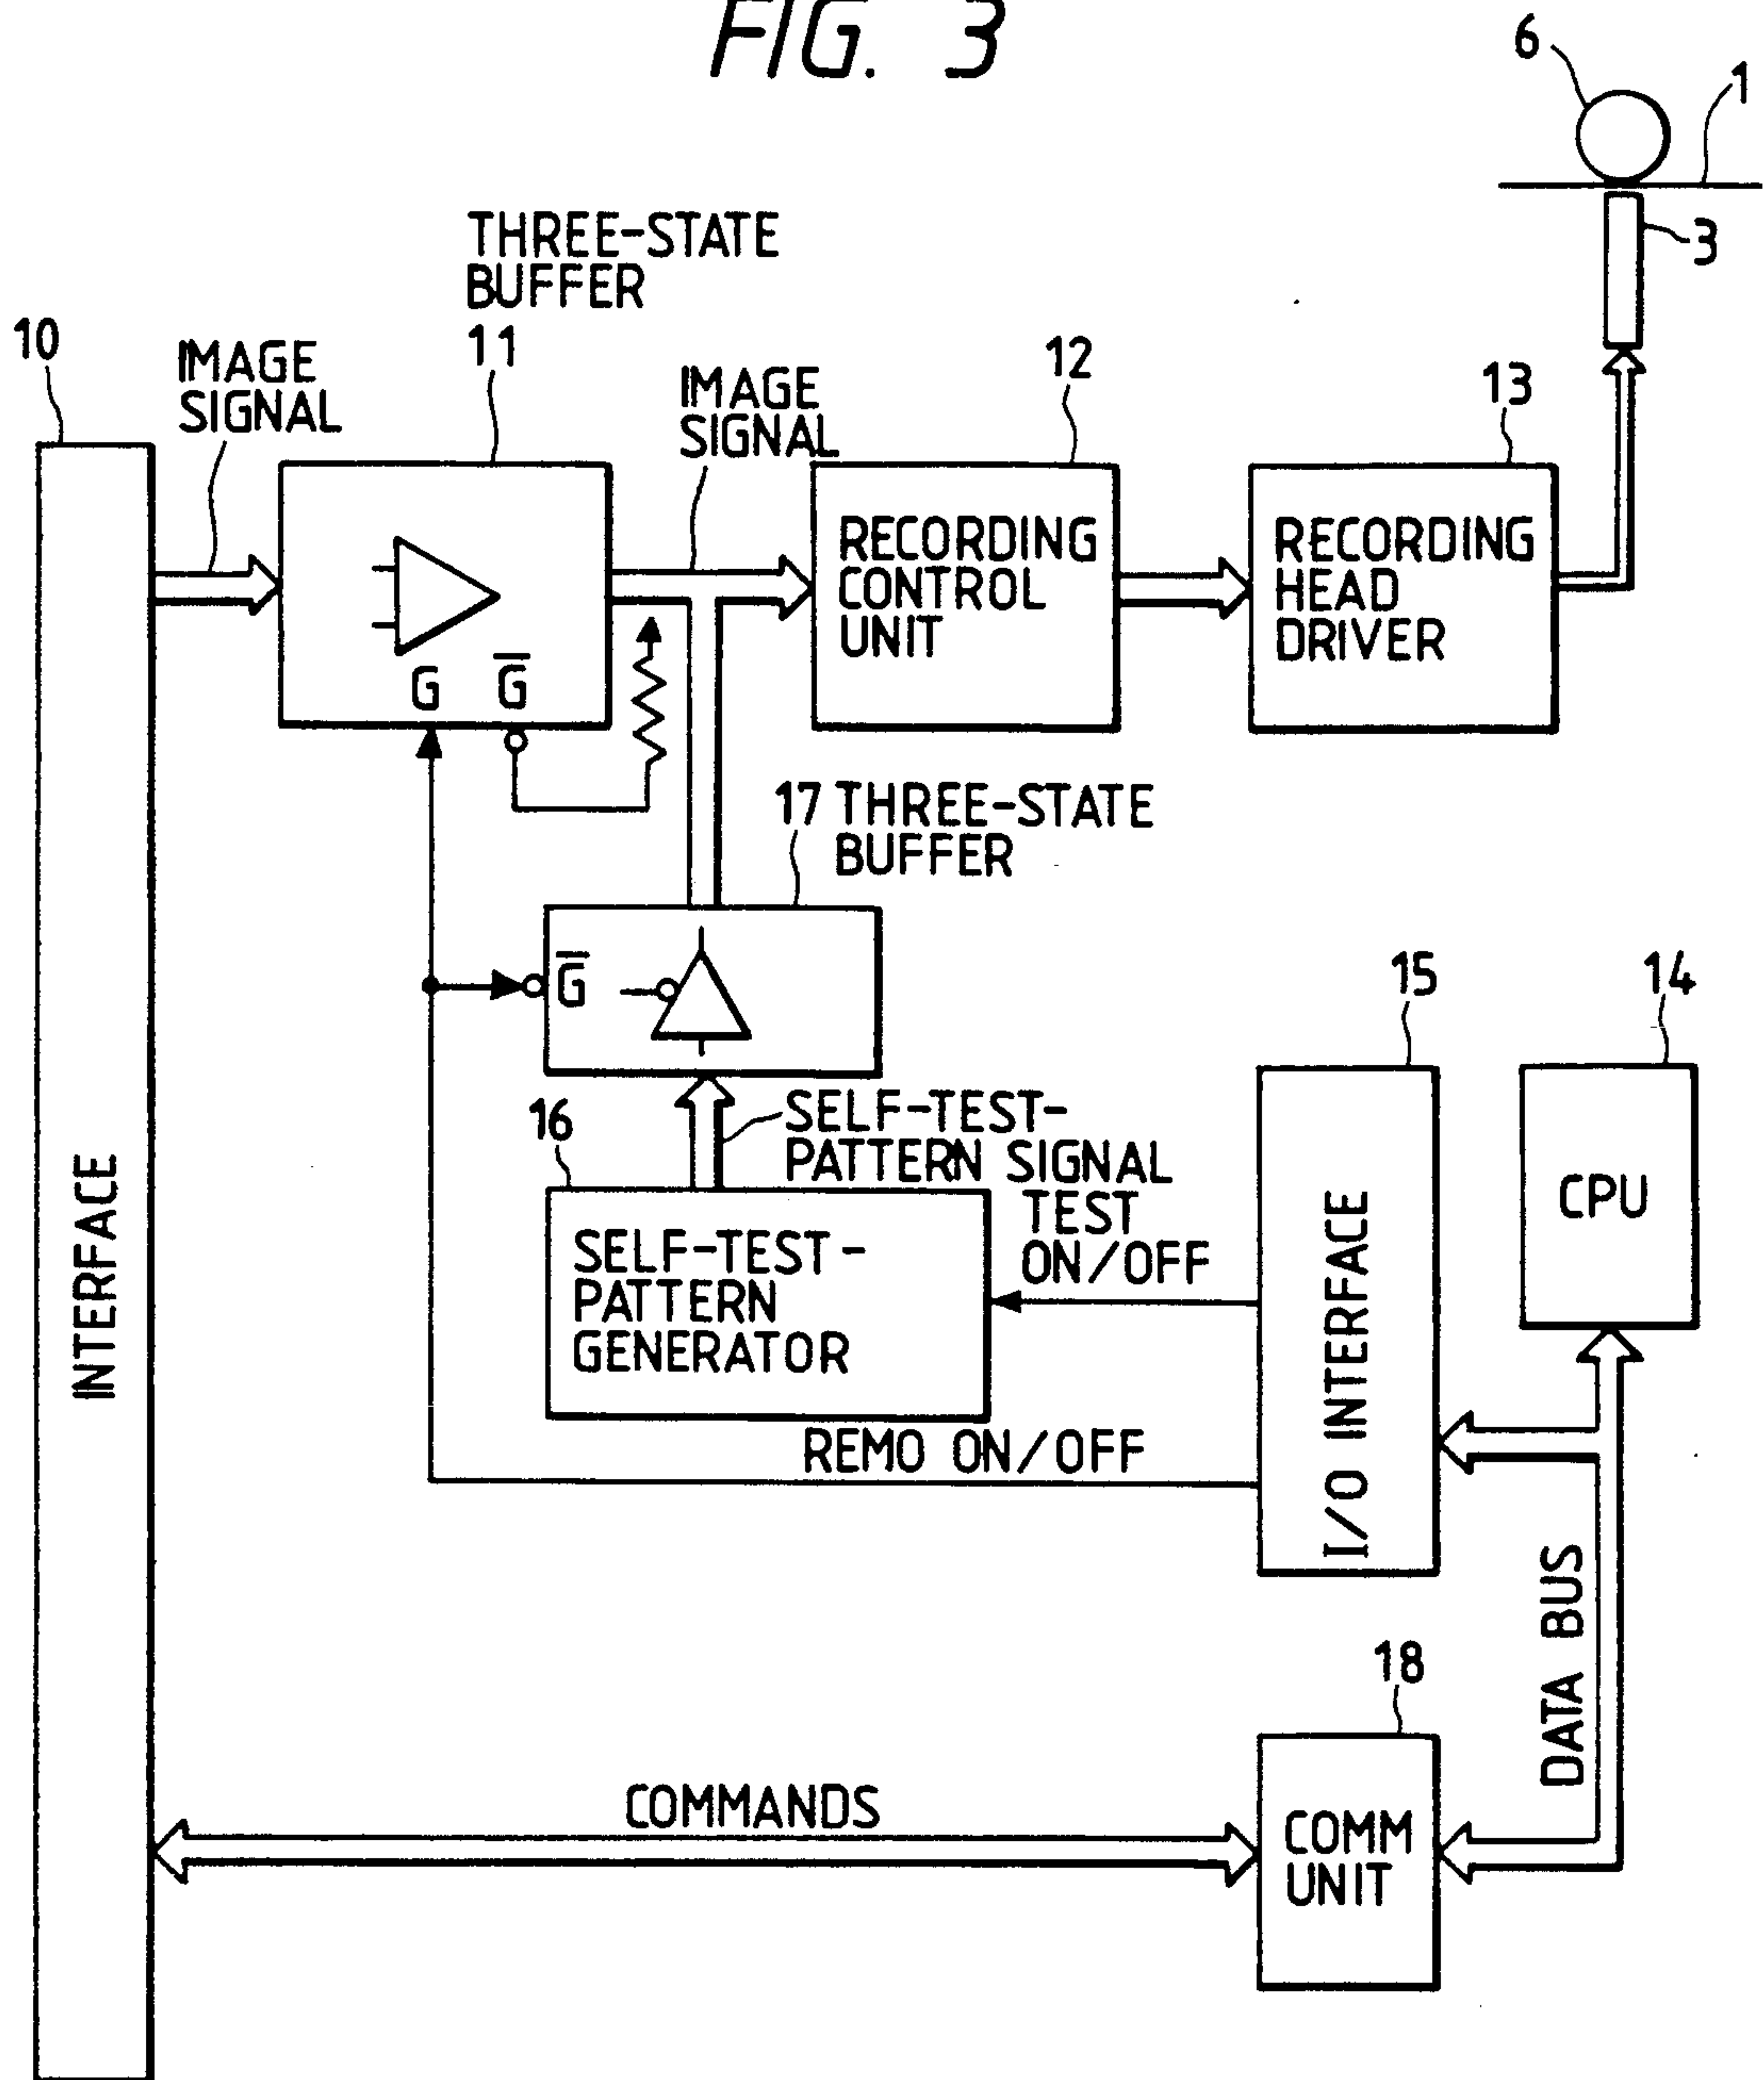 FIG. 3
6
1
3
THREE-STATE
BUFFER
10
IMAGE
SIGNAL
11
IMAGE
SIGNAL
12
13
RECORDING
CONTROL
UNIT
RECORDING
HEAD
DRIVER
G G̅
17 THREE-STATE
BUFFER
G̅
15
14
16
SELF-TEST-
PATTERN SIGNAL
TEST
ON/OFF
SELF-TEST-
PATTERN
GENERATOR
INTERFACE
I/O INTERFACE
CPU
REMO ON/OFF
DATA BUS
18
COMMANDS
COMM
UNIT